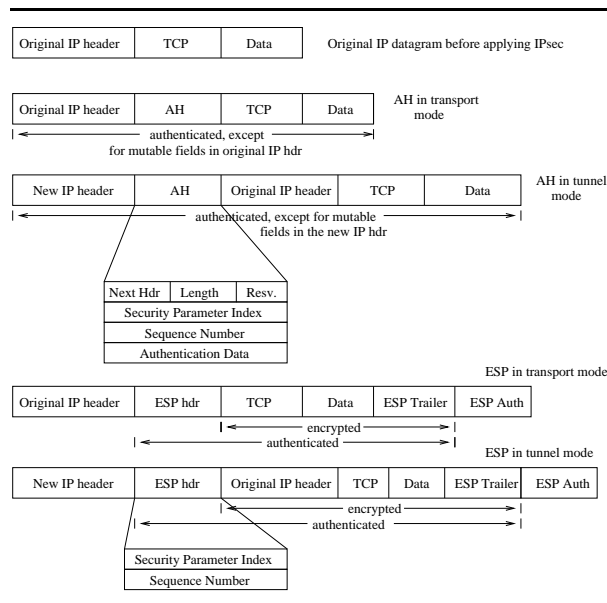 Original IP header TCP Data Original IP datagram before applying IPsec
Original IP header AH TCP Data AH in transport
mode
authenticated, except
for mutable fields in original IP hdr
New IP header AH Original IP header TCP Data AH in tunnel
mode
authenticated, except for mutable
fields in the new IP hdr
Next Hdr Length Resv.
Security Parameter Index
Sequence Number
Authentication Data
ESP in transport mode
Original IP header ESP hdr TCP Data ESP Trailer ESP Auth
encrypted
authenticated
ESP in tunnel mode
New IP header ESP hdr Original IP header TCP Data ESP Trailer ESP Auth
encrypted
authenticated
Security Parameter Index
Sequence Number